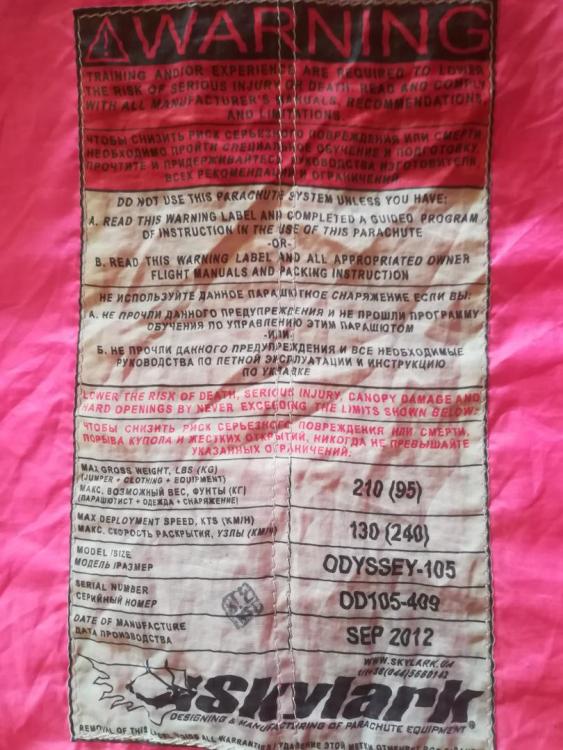 WARNING
TRAINING AND/OR EXPERIENCE ARE REQUIRED TO LOWER
THE RISK OF SERIOUS INJURY OR DEATH. READ AND COMPLY
WITH ALL MANUFACTURER'S MANUALS, RECOMMENDATIONS
AND LIMITATIONS.
ЧТОБЫ СНИЗИТЬ РИСК СЕРЬЕЗНОГО ПОВРЕЖДЕНИЯ ИЛИ СМЕРТИ,
НЕОБХОДИМО ПРОЙТИ СПЕЦИАЛЬНОЕ ОБУЧЕНИЕ И ПОДГОТОВКУ.
ПРОЧТИТЕ И ПРИДЕРЖИВАЙТЕСЬ РУКОВОДСТВА ИЗГОТОВИТЕЛЯ,
ВСЕХ РЕКОМЕНДАЦИЙ И ОГРАНИЧЕНИЙ.
DO NOT USE THIS PARACHUTE SYSTEM UNLESS YOU HAVE:
A. READ THIS WARNING LABEL AND COMPLETED A GUIDED PROGRAM
OF INSTRUCTION IN THE USE OF THIS PARACHUTE
-OR-
B. READ THIS WARNING LABEL AND ALL APPROPRIATED OWNER
FLIGHT MANUALS AND PACKING INSTRUCTION
НЕ ИСПОЛЬЗУЙТЕ ДАННОЕ ПАРАШЮТНОЕ СНАРЯЖЕНИЕ ЕСЛИ ВЫ:
А. НЕ ПРОЧЛИ ДАННОГО ПРЕДУПРЕЖДЕНИЯ И НЕ ПРОШЛИ ПРОГРАММУ
ОБУЧЕНИЯ ПО УПРАВЛЕНИЮ ЭТИМ ПАРАШЮТОМ
-ИЛИ-
Б. НЕ ПРОЧЛИ ДАННОГО ПРЕДУПРЕЖДЕНИЯ И ВСЕ НЕОБХОДИМЫЕ
РУКОВОДСТВА ПО ЛЕТНОЙ ЭКСПЛУАТАЦИИ И ИНСТРУКЦИЮ
ПО УКЛАДКЕ
LOWER THE RISK OF DEATH, SERIOUS INJURY, CANOPY DAMAGE AND
HARD OPENINGS BY NEVER EXCEEDING THE LIMITS SHOWN BELOW:
ЧТОБЫ СНИЗИТЬ РИСК СЕРЬЕЗНОГО ПОВРЕЖДЕНИЯ ИЛИ СМЕРТИ,
ПОРЫВА КУПОЛА И ЖЕСТКИХ ОТКРЫТИЙ, НИКОГДА НЕ ПРЕВЫШАЙТЕ
УКАЗАННЫХ ОГРАНИЧЕНИЙ.
MAX GROSS WEIGHT, LBS (KG)
(JUMPER + CLOTHING + EQUIPMENT)
МАКС. ВОЗМОЖНЫЙ ВЕС, ФУНТЫ (КГ)
(ПАРАШЮТИСТ + ОДЕЖДА + СНАРЯЖЕНИЕ)
210 (95)
MAX DEPLOYMENT SPEED, KTS (KM/H)
МАКС. СКОРОСТЬ РАСКРЫТИЯ, УЗЛЫ (КМ/Ч)
130 (240)
MODEL /SIZE
МОДЕЛЬ /РАЗМЕР
ODYSSEY-105
SERIAL NUMBER
СЕРИЙНЫЙ НОМЕР
OD105-409
DATE OF MANUFACTURE
ДАТА ПРОИЗВОДСТВА
SEP 2012
WWW.SKYLARK.UA
Skylark
DESIGNING & MANUFACTURING OF PARACHUTE EQUIPMENT
REMOVAL OF THIS LABEL VOIDS ALL WARRANTIES / УДАЛЕНИЕ ЭТОЙ